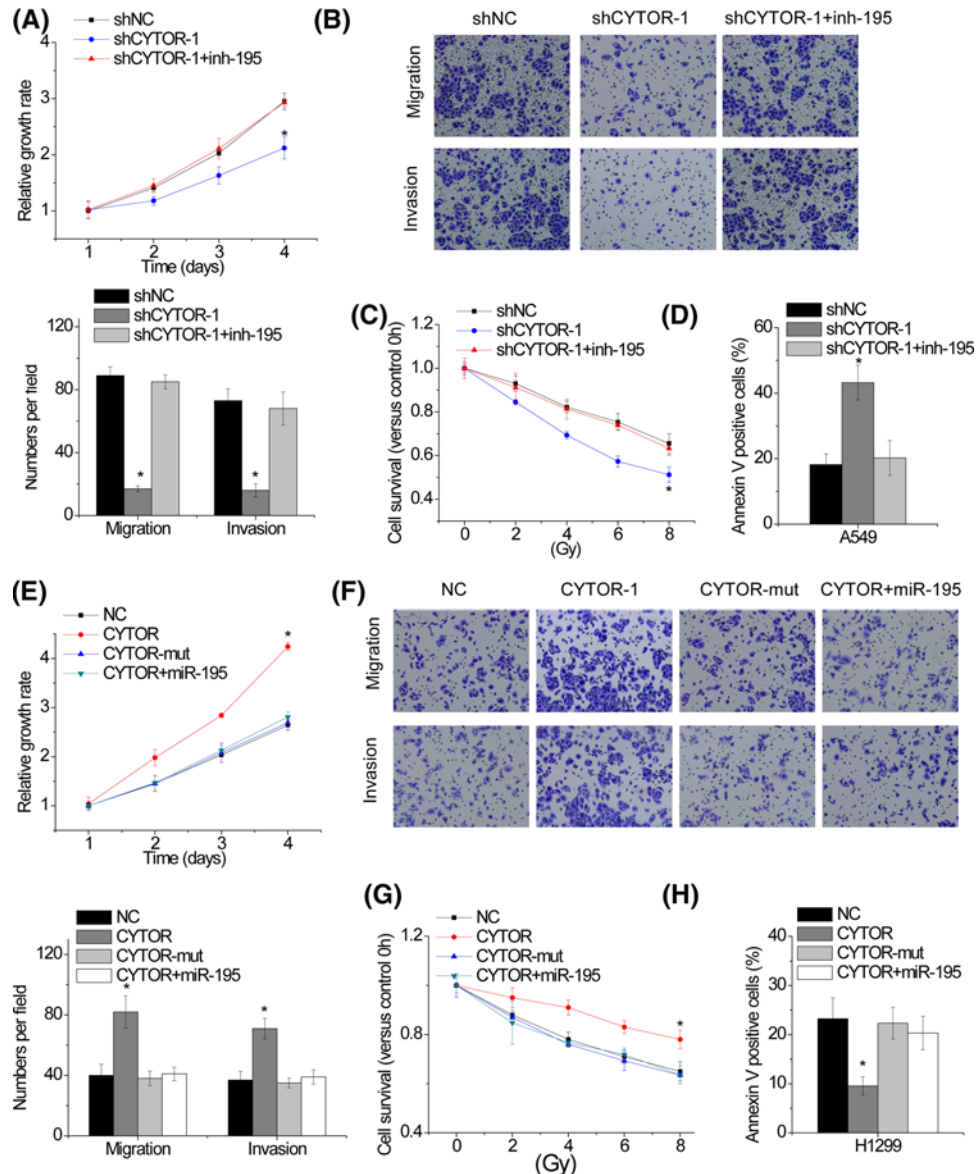 (A)
shNC
shCYTOR-1
shCYTOR-1+inh-195
Relative growth rate
4
3
2
1
*
1 2 3 4
Time (days)
(B)
shNC shCYTOR-1 shCYTOR-1+inh-195
Migration
Invasion
shNC
shCYTOR-1
shCYTOR-1+inh-195
Numbers per field
120
80
40
0
* *
Migration Invasion
(C)
shNC
shCYTOR-1
shCYTOR-1+inh-195
Cell survival (versus control 0h)
1.2
1.0
0.8
0.6
0.4
*
0 2 4 6 8
(Gy)
(D)
shNC
shCYTOR-1
shCYTOR-1+inh-195
Annexin V positive cells (%)
60
40
20
0
*
A549
(E)
NC
CYTOR
CYTOR-mut
CYTOR+miR-195
Relative growth rate
4
3
2
1
*
1 2 3 4
Time (days)
(F)
NC CYTOR-1 CYTOR-mut CYTOR+miR-195
Migration
Invasion
NC
CYTOR
CYTOR-mut
CYTOR+miR-195
Numbers per field
120
80
40
0
* *
Migration Invasion
(G)
NC
CYTOR
CYTOR-mut
CYTOR+miR-195
Cell survival (versus control 0h)
1.2
0.8
0.4
*
0 2 4 6 8
(Gy)
(H)
NC
CYTOR
CYTOR-mut
CYTOR+miR-195
Annexin V positive cells (%)
40
30
20
10
0
*
H1299